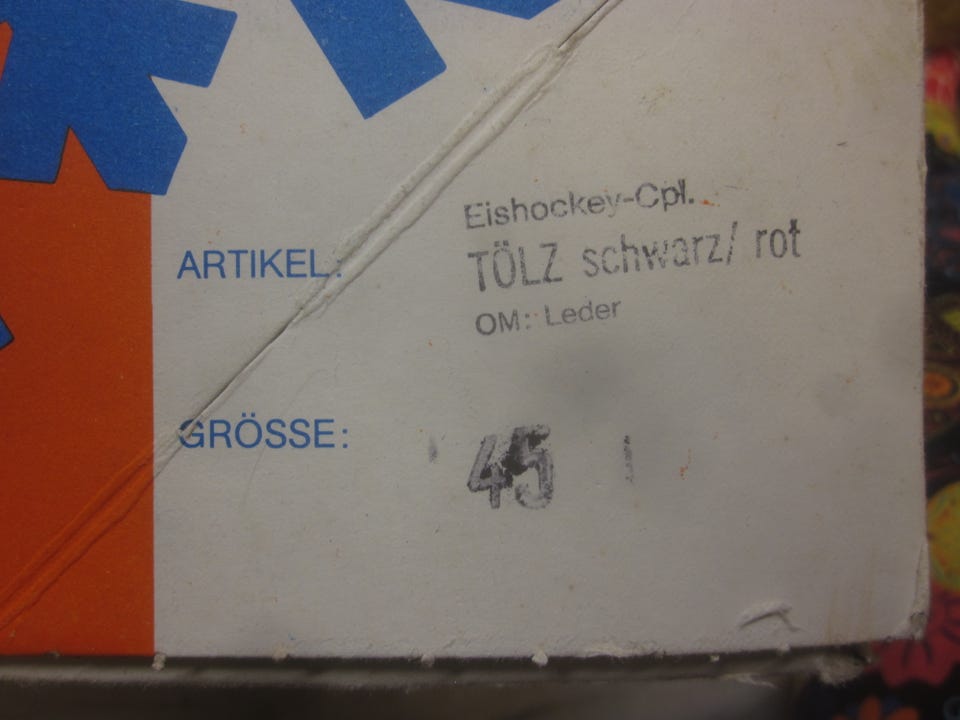 ARTIKEL: Eishockey-Cpl.
TÖLZ schwarz/ rot
OM: Leder
GRÖSSE: 45